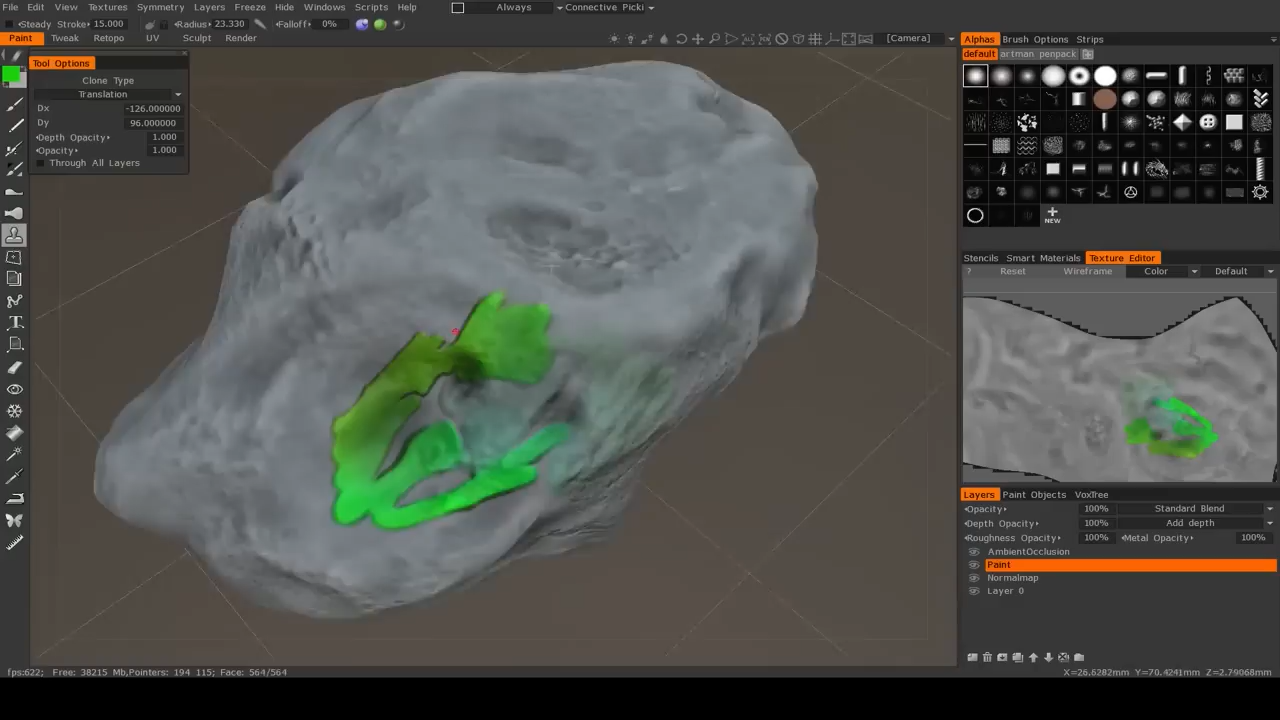 File Edit View Textures Symmetry Layers Freeze Hide Windows Scripts Help Always Connective Picki
Steady Stroke 15.000 Radius 23.330 Falloff 0%
Paint Tweak Retopo UV Sculpt Render [Camera]
Tool Options
Clone Type
Translation
Dx -126.000000
Dy 96.000000
Depth Opacity 1.000
Opacity 1.000
Through All Layers
Alphas Brush Options Strips
default artman penpack
NEW
Stencils Smart Materials Texture Editor
? Reset Wireframe Color Default
Layers Paint Objects VoxTree
Opacity 100% Standard Blend
Depth Opacity 100% Add depth
Roughness Opacity 100% Metal Opacity 100%
AmbientOcclusion
Paint
Normalmap
Layer 0
fps:622; Free: 38215 Mb,Pointers: 194 115; Face: 564/564
X=26.6282mm Y=70.4241mm Z=2.79068mm